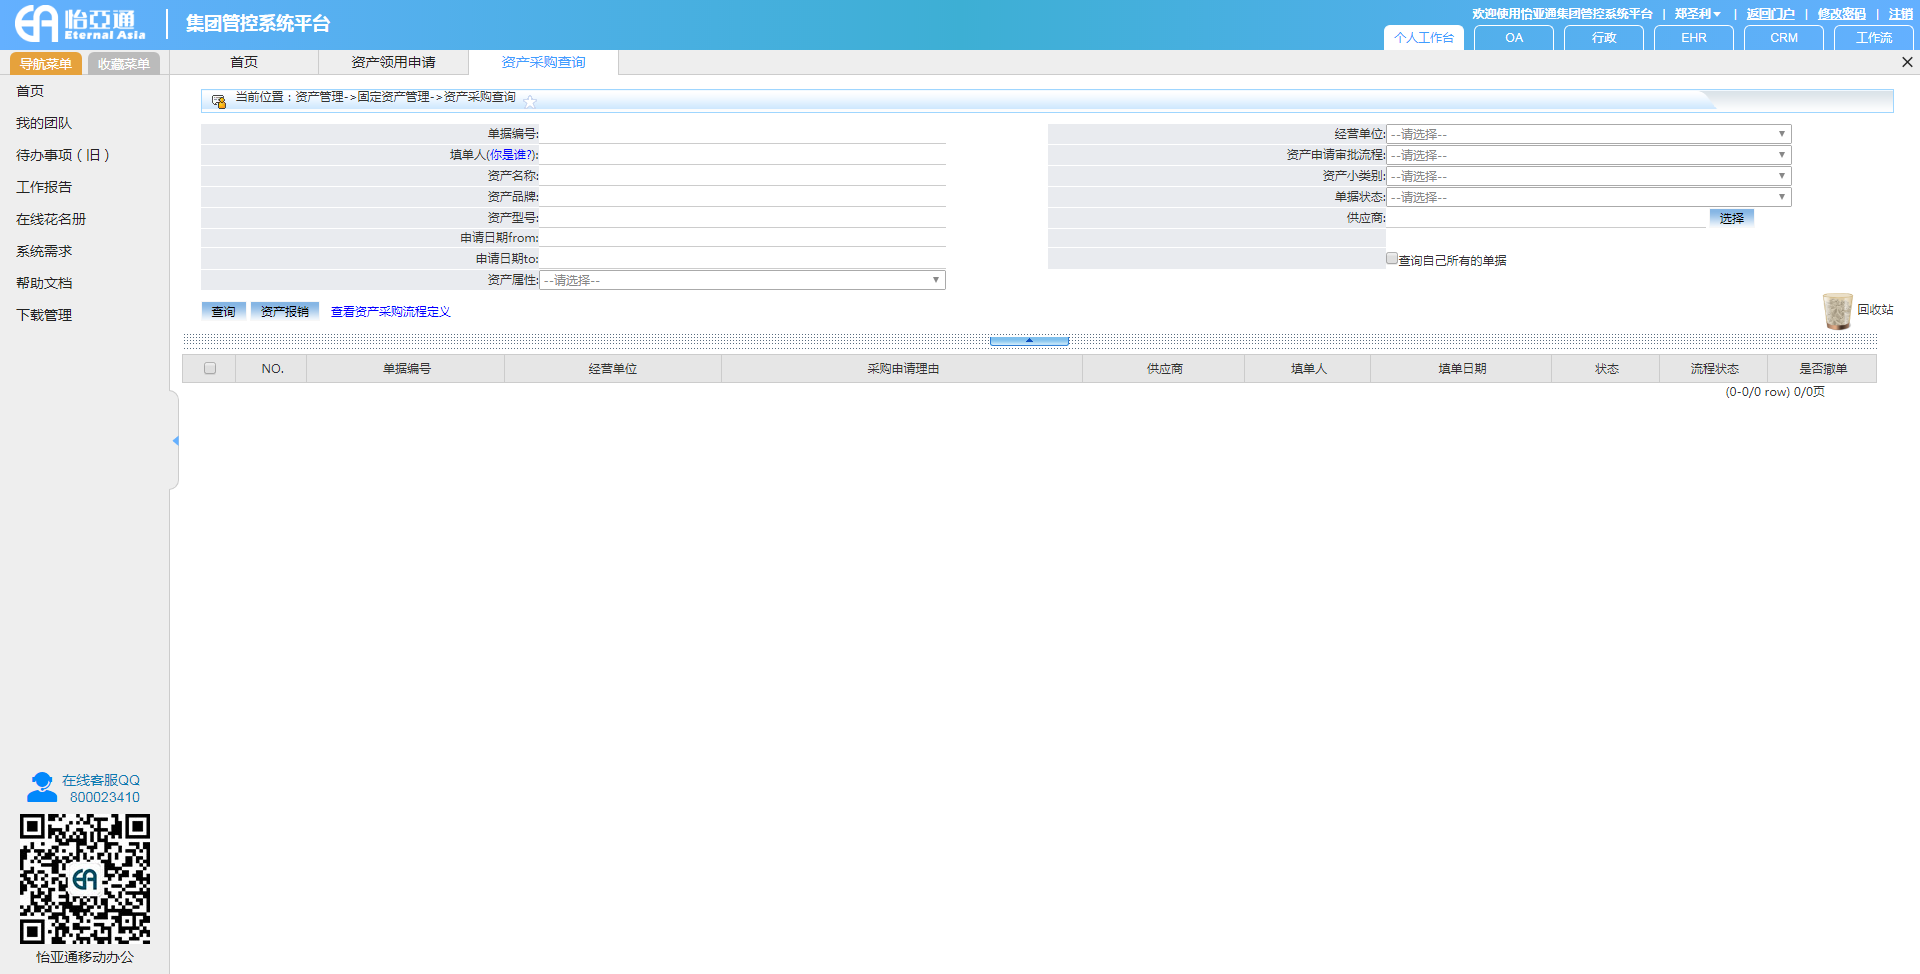 怡亞通
Eternal Asia
集团管控系统平台
欢迎使用怡亚通集团管控系统平台 | 郑圣利 | 返回门户 | 修改密码 | 注销
个人工作台 OA 行政 EHR CRM 工作流
导航菜单 收藏菜单 首页 资产领用申请 资产采购查询
首页
我的团队
待办事项（旧）
工作报告
在线花名册
系统需求
帮助文档
下载管理
当前位置：资产管理->固定资产管理->资产采购查询
单据编号: 经营单位: --请选择--
填单人(你是谁?): 资产申请审批流程: --请选择--
资产名称: 资产小类别: --请选择--
资产品牌: 单据状态: --请选择--
资产型号: 供应商: 选择
申请日期from:
申请日期to: 查询自己所有的单据
资产属性: --请选择--
查询 资产报销 查看资产采购流程定义 回收站
NO. 单据编号 经营单位 采购申请理由 供应商 填单人 填单日期 状态 流程状态 是否撤单
(0-0/0 row) 0/0页
在线客服QQ
800023410
EA
怡亚通移动办公